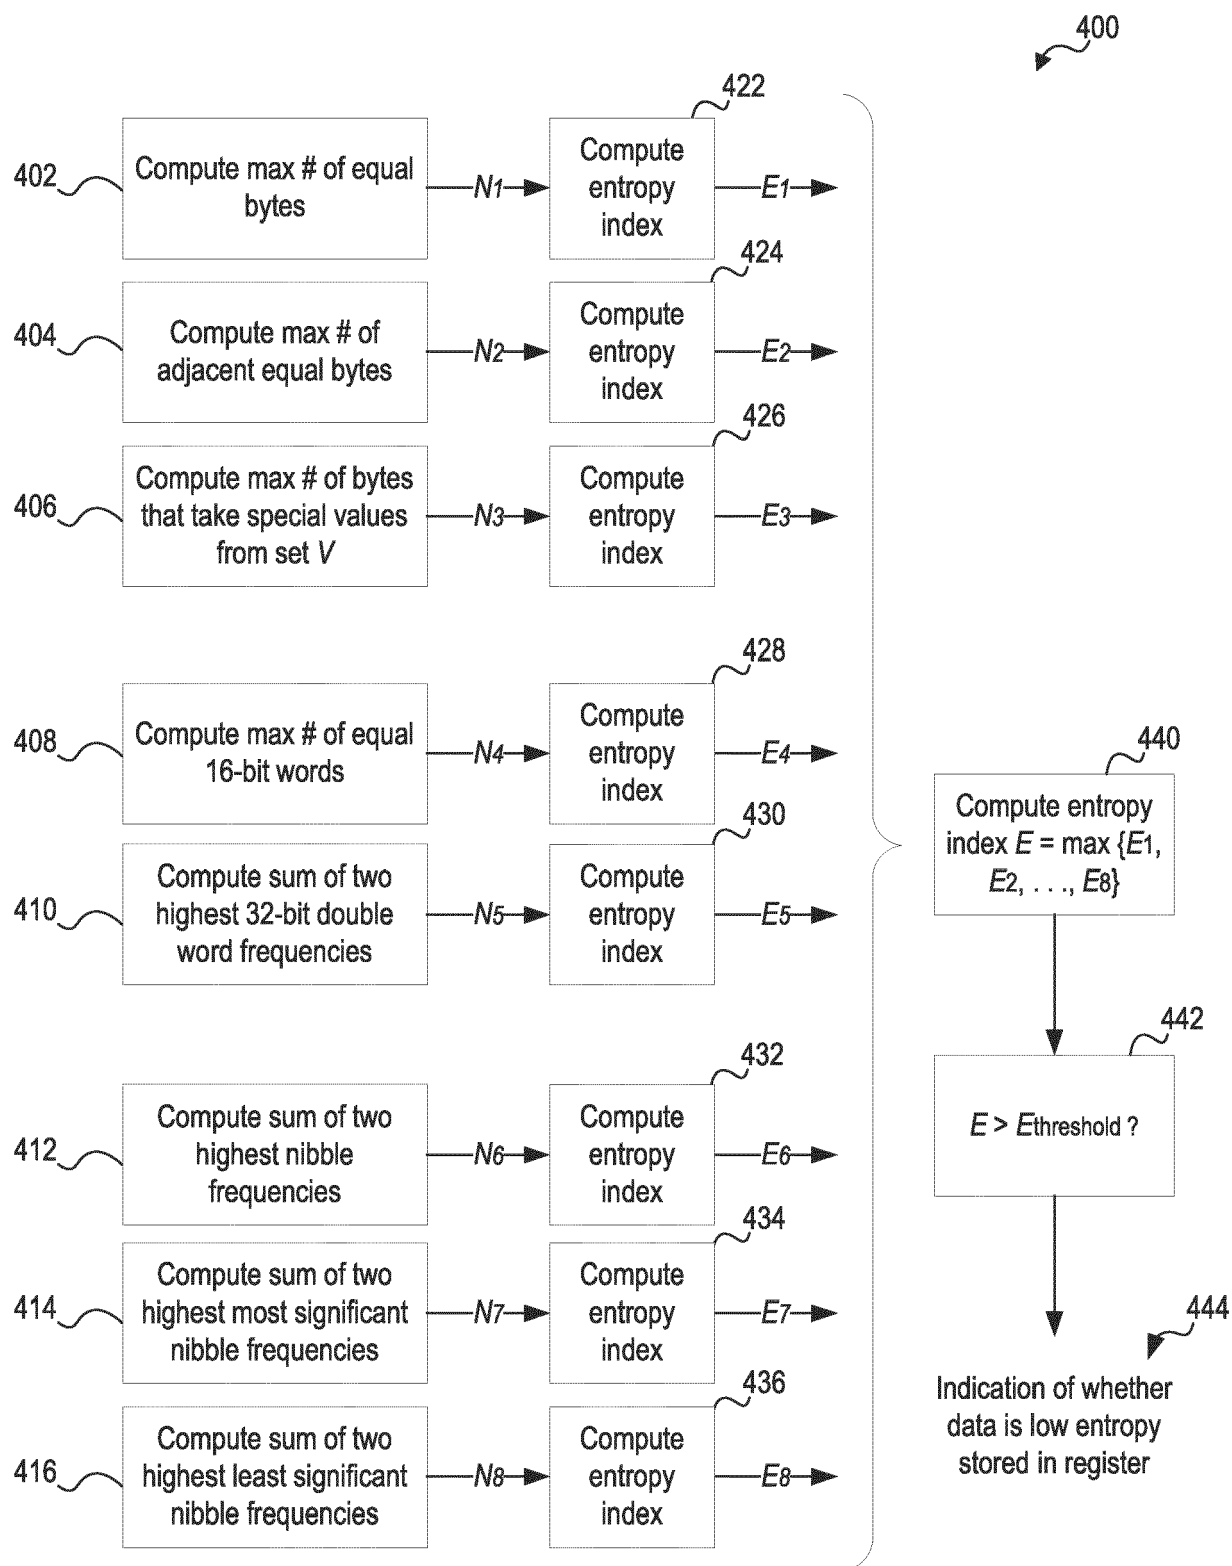 400
422
402
Compute max # of equal
bytes
N1
Compute
entropy
index
E1
424
404
Compute max # of
adjacent equal bytes
N2
Compute
entropy
index
E2
426
406
Compute max # of bytes
that take special values
from set V
N3
Compute
entropy
index
E3
428
408
Compute max # of equal
16-bit words
N4
Compute
entropy
index
E4
430
410
Compute sum of two
highest 32-bit double
word frequencies
N5
Compute
entropy
index
E5
432
412
Compute sum of two
highest nibble
frequencies
N6
Compute
entropy
index
E6
434
414
Compute sum of two
highest most significant
nibble frequencies
N7
Compute
entropy
index
E7
436
416
Compute sum of two
highest least significant
nibble frequencies
N8
Compute
entropy
index
E8
440
Compute entropy
index E = max {E1,
E2, . . ., E8}
442
E > Ethreshold ?
444
Indication of whether
data is low entropy
stored in register